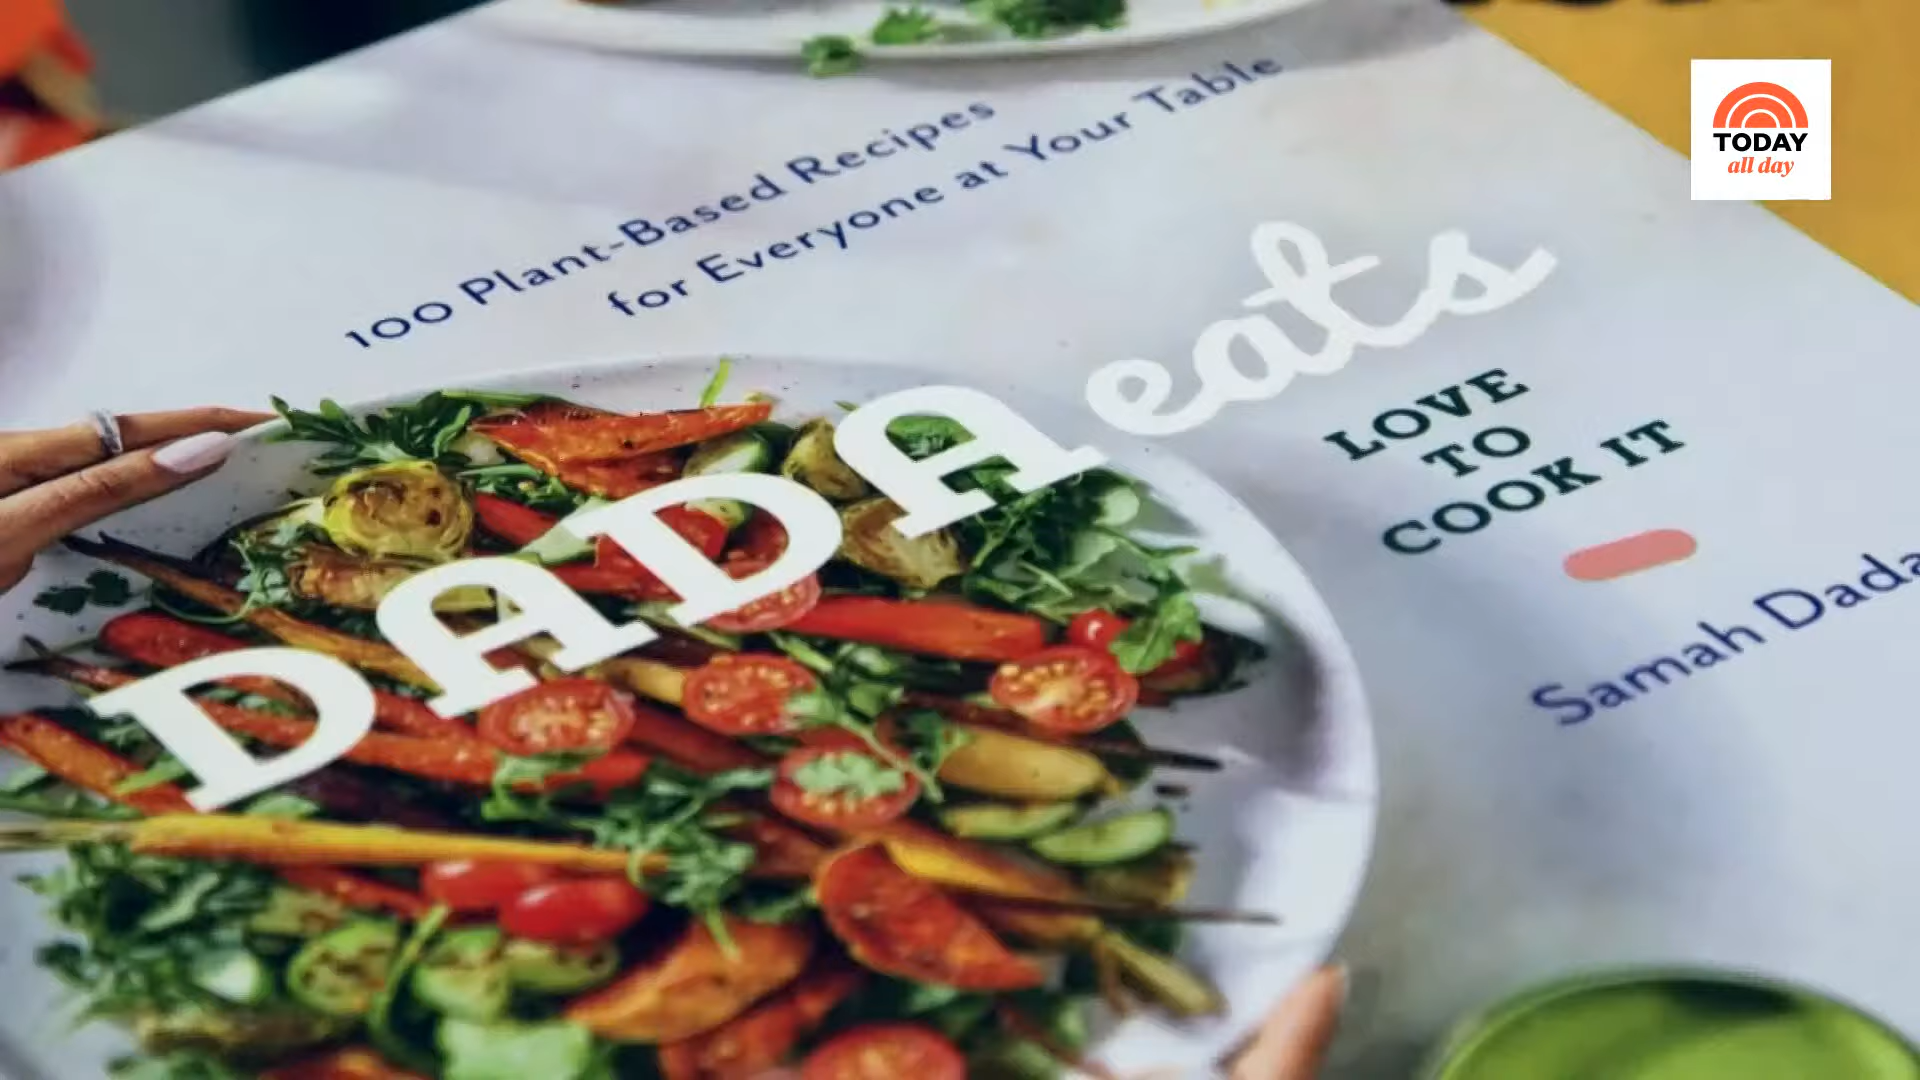 100 Plant-Based Recipes
for Everyone at Your Table
DADA eats
LOVE
TO
COOK IT
Samah Dada
TODAY
all day